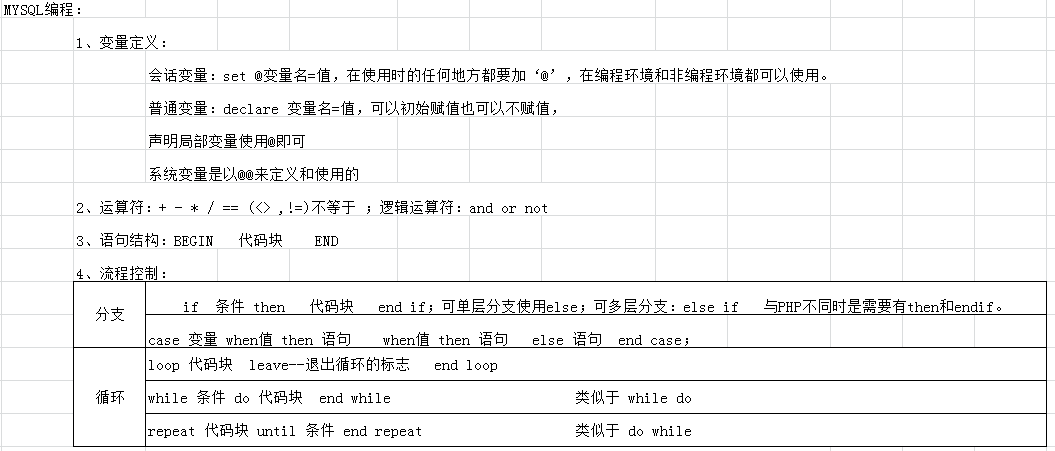 MYSQL编程：
1、变量定义：
会话变量：set @变量名=值，在使用时的任何地方都要加‘@’，在编程环境和非编程环境都可以使用。
普通变量：declare 变量名=值，可以初始赋值也可以不赋值，
声明局部变量使用@即可
系统变量是以@@来定义和使用的
2、运算符：+ - * / == (<> ,!=)不等于 ；逻辑运算符：and or not
3、语句结构：BEGIN 代码块 END
4、流程控制：
分支
if 条件 then 代码块 end if；可单层分支使用else；可多层分支：else if 与PHP不同时是需要有then和endif。
case 变量 when值 then 语句 when值 then 语句 else 语句 end case；
循环
loop 代码块 leave--退出循环的标志 end loop
while 条件 do 代码块 end while 类似于 while do
repeat 代码块 until 条件 end repeat 类似于 do while